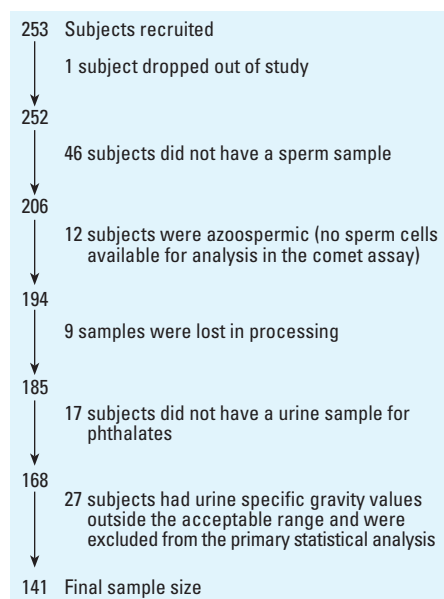 253 Subjects recruited
1 subject dropped out of study
252
46 subjects did not have a sperm sample
206
12 subjects were azoospermic (no sperm cells
available for analysis in the comet assay)
194
9 samples were lost in processing
185
17 subjects did not have a urine sample for
phthalates
168
27 subjects had urine specific gravity values
outside the acceptable range and were
excluded from the primary statistical analysis
141 Final sample size